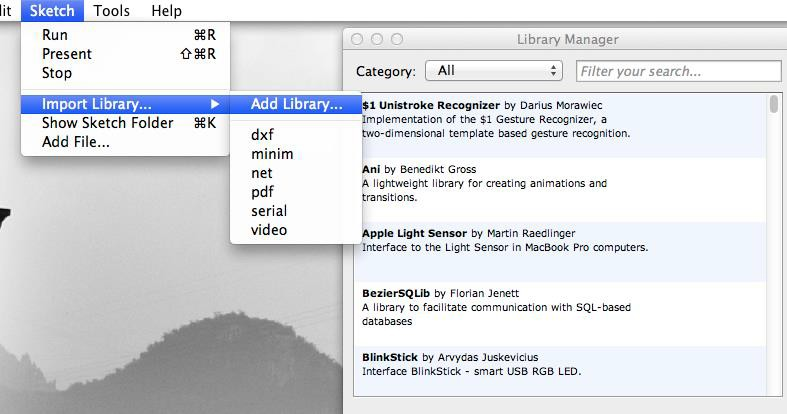 it Sketch Tools Help
Run ⌘R
Present ⇧⌘R
Stop
Import Library... ▶
Show Sketch Folder ⌘K
Add File...
Add Library...
dxf
minim
net
pdf
serial
video
Library Manager
Category: All Filter your search...
$1 Unistroke Recognizer by Darius Morawiec
Implementation of the $1 Gesture Recognizer, a
two-dimensional template based gesture recognition.
Ani by Benedikt Gross
A lightweight library for creating animations and
transitions.
Apple Light Sensor by Martin Raedlinger
Interface to the Light Sensor in MacBook Pro computers.
BezierSQLib by Florian Jenett
A library to facilitate communication with SQL-based
databases
BlinkStick by Arvydas Juskevicius
Interface BlinkStick - smart USB RGB LED.